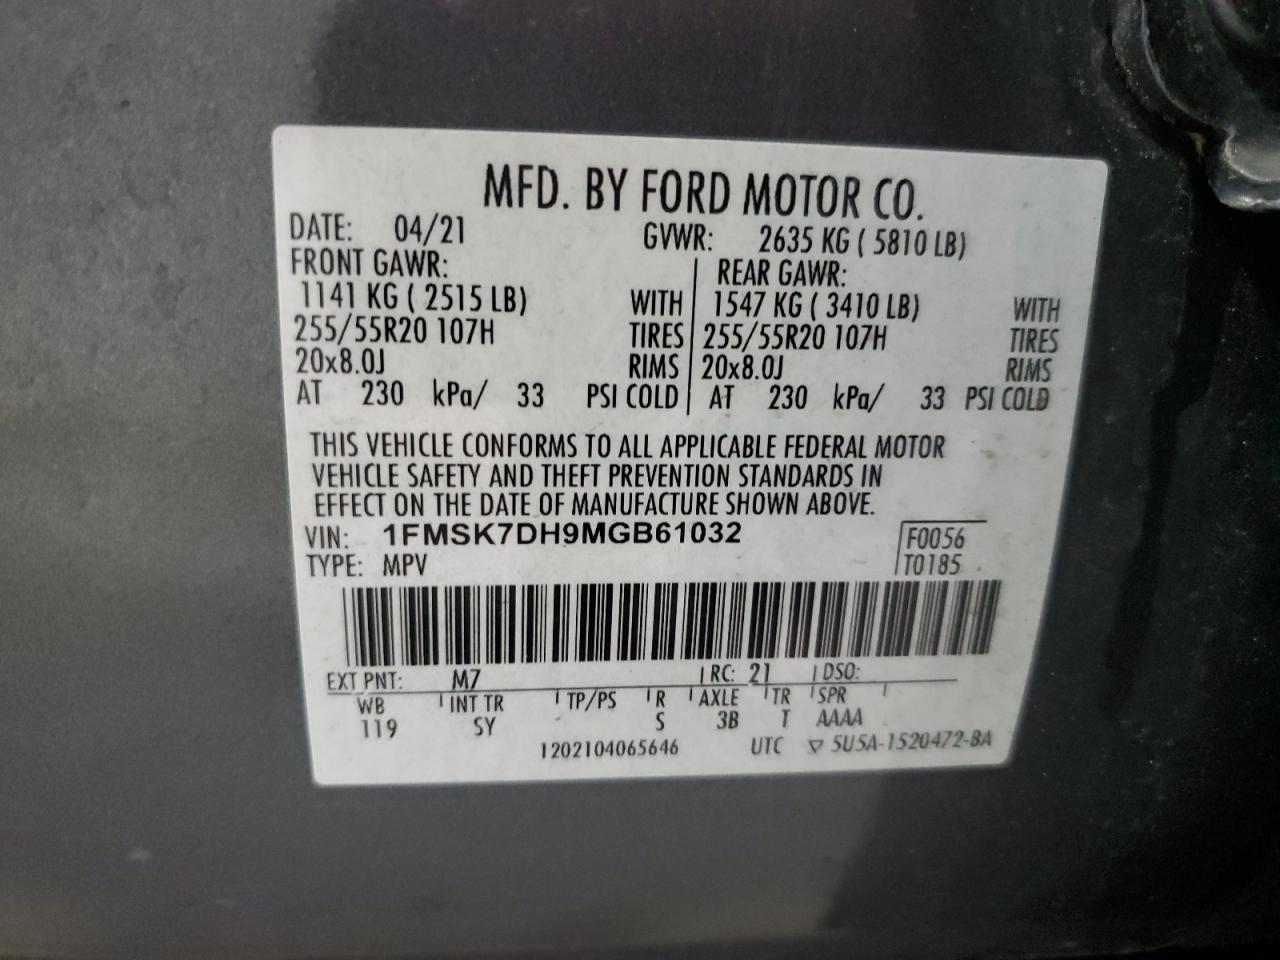 MFD. BY FORD MOTOR CO.
DATE: 04/21 GVWR: 2635 KG ( 5810 LB)
FRONT GAWR: REAR GAWR:
1141 KG ( 2515 LB) WITH 1547 KG ( 3410 LB) WITH
255/55R20 107H TIRES 255/55R20 107H TIRES
20x8.0J RIMS 20x8.0J RIMS
AT 230 kPa/ 33 PSI COLD AT 230 kPa/ 33 PSI COLD
THIS VEHICLE CONFORMS TO ALL APPLICABLE FEDERAL MOTOR
VEHICLE SAFETY AND THEFT PREVENTION STANDARDS IN
EFFECT ON THE DATE OF MANUFACTURE SHOWN ABOVE.
VIN: 1FMSK7DH9MGB61032 F0056
TYPE: MPV T0185
EXT PNT: M7 RC: 21 DSO:
WB INT TR TP/PS R AXLE TR SPR
119 SY S 3B T AAAA
1202104065646 UTC ▽ 5U5A-1520472-BA